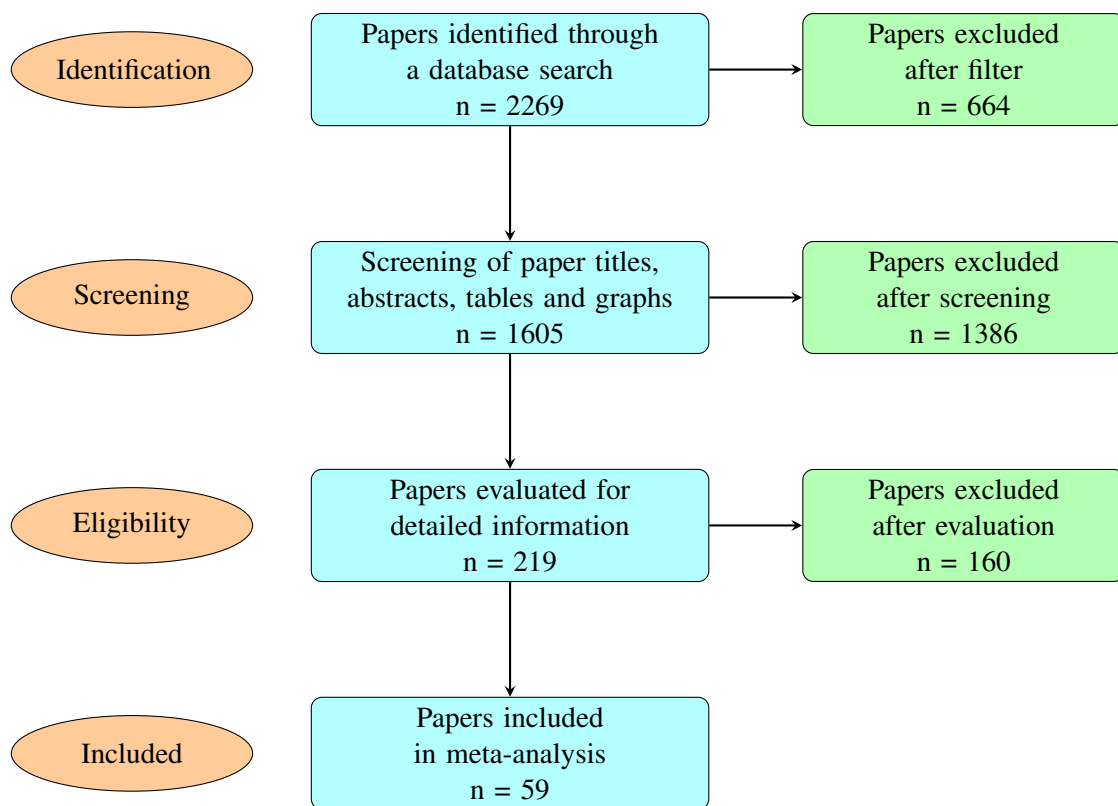 Identification
Papers identified through
a database search
n = 2269
Papers excluded
after filter
n = 664
Screening
Screening of paper titles,
abstracts, tables and graphs
n = 1605
Papers excluded
after screening
n = 1386
Eligibility
Papers evaluated for
detailed information
n = 219
Papers excluded
after evaluation
n = 160
Included
Papers included
in meta-analysis
n = 59